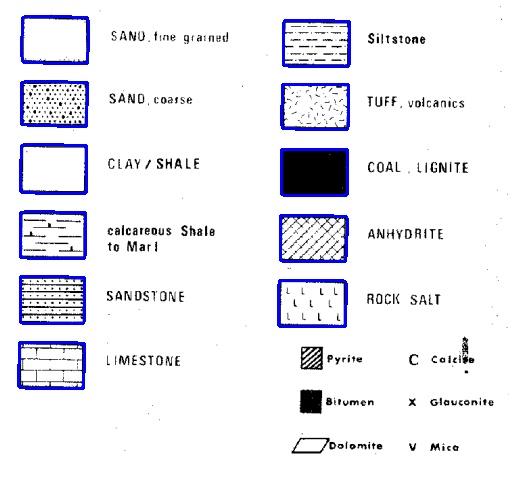 SAND, fine grained
SAND, coarse
CLAY / SHALE
calcareous Shale
to Marl
SANDSTONE
LIMESTONE
Siltstone
TUFF, volcanics
COAL, LIGNITE
ANHYDRITE
ROCK SALT
Pyrite
C Calcite
Bitumen
X Glauconite
Dolomite
V Mica